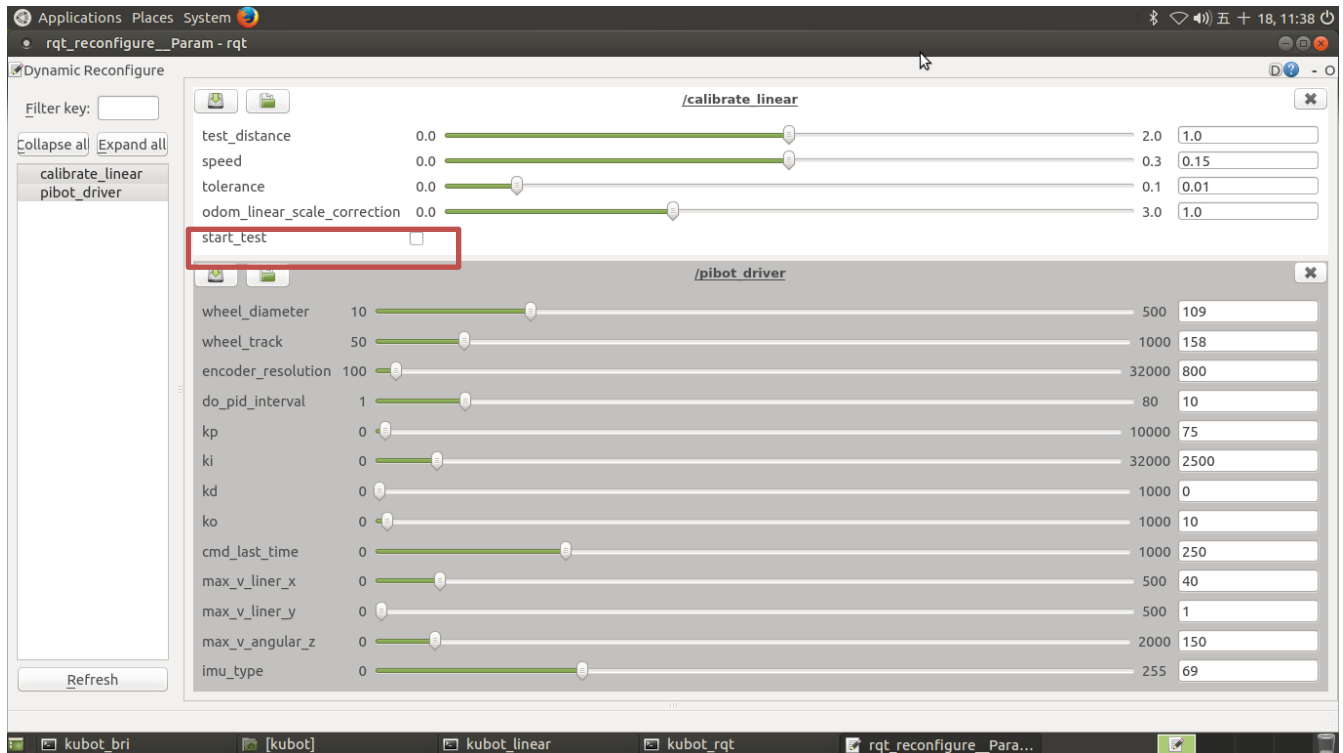 Applications Places System 五 十 18, 11:38
rqt_reconfigure__Param - rqt
Dynamic Reconfigure D ? - O
Filter key:
Collapse all Expand all
calibrate_linear
pibot_driver
Refresh
/calibrate_linear
test_distance 0.0 2.0 1.0
speed 0.0 0.3 0.15
tolerance 0.0 0.1 0.01
odom_linear_scale_correction 0.0 3.0 1.0
start_test
/pibot_driver
wheel_diameter 10 500 109
wheel_track 50 1000 158
encoder_resolution 100 32000 800
do_pid_interval 1 80 10
kp 0 10000 75
ki 0 32000 2500
kd 0 1000 0
ko 0 1000 10
cmd_last_time 0 1000 250
max_v_liner_x 0 500 40
max_v_liner_y 0 500 1
max_v_angular_z 0 2000 150
imu_type 0 255 69
kubot_bri [kubot] kubot_linear kubot_rqt rqt_reconfigure__Para...